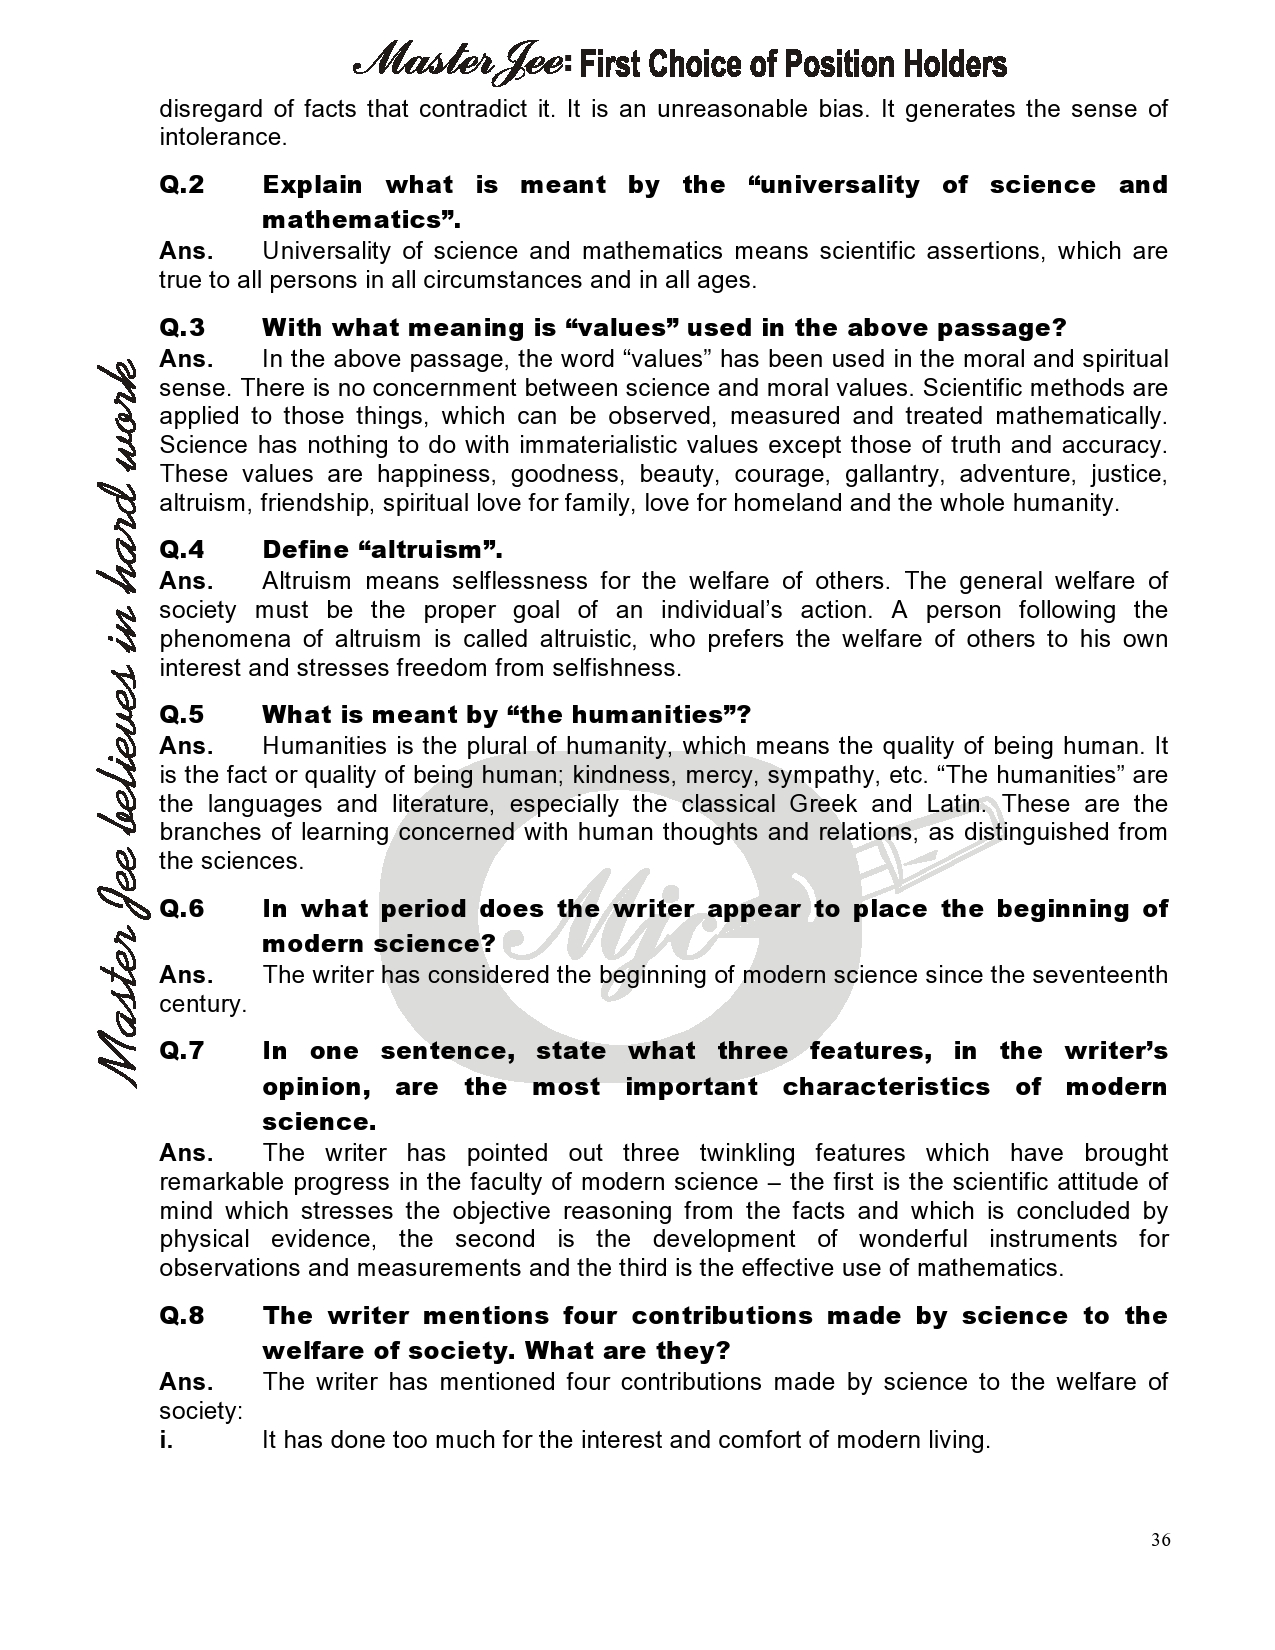 Master Jee: First Choice of Position Holders
disregard of facts that contradict it. It is an unreasonable bias. It generates the sense of
intolerance.
Q.2 Explain what is meant by the “universality of science and
mathematics”.
Ans. Universality of science and mathematics means scientific assertions, which are
true to all persons in all circumstances and in all ages.
Q.3 With what meaning is “values” used in the above passage?
Ans. In the above passage, the word “values” has been used in the moral and spiritual
sense. There is no concernment between science and moral values. Scientific methods are
applied to those things, which can be observed, measured and treated mathematically.
Science has nothing to do with immaterialistic values except those of truth and accuracy.
These values are happiness, goodness, beauty, courage, gallantry, adventure, justice,
altruism, friendship, spiritual love for family, love for homeland and the whole humanity.
Q.4 Define “altruism”.
Ans. Altruism means selflessness for the welfare of others. The general welfare of
society must be the proper goal of an individual’s action. A person following the
phenomena of altruism is called altruistic, who prefers the welfare of others to his own
interest and stresses freedom from selfishness.
Q.5 What is meant by “the humanities”?
Ans. Humanities is the plural of humanity, which means the quality of being human. It
is the fact or quality of being human; kindness, mercy, sympathy, etc. “The humanities” are
the languages and literature, especially the classical Greek and Latin. These are the
branches of learning concerned with human thoughts and relations, as distinguished from
the sciences.
Q.6 In what period does the writer appear to place the beginning of
modern science?
Ans. The writer has considered the beginning of modern science since the seventeenth
century.
Q.7 In one sentence, state what three features, in the writer’s
opinion, are the most important characteristics of modern
science.
Ans. The writer has pointed out three twinkling features which have brought
remarkable progress in the faculty of modern science – the first is the scientific attitude of
mind which stresses the objective reasoning from the facts and which is concluded by
physical evidence, the second is the development of wonderful instruments for
observations and measurements and the third is the effective use of mathematics.
Q.8 The writer mentions four contributions made by science to the
welfare of society. What are they?
Ans. The writer has mentioned four contributions made by science to the welfare of
society:
i. It has done too much for the interest and comfort of modern living.
36
Master Jee believes in hard work
Mjc